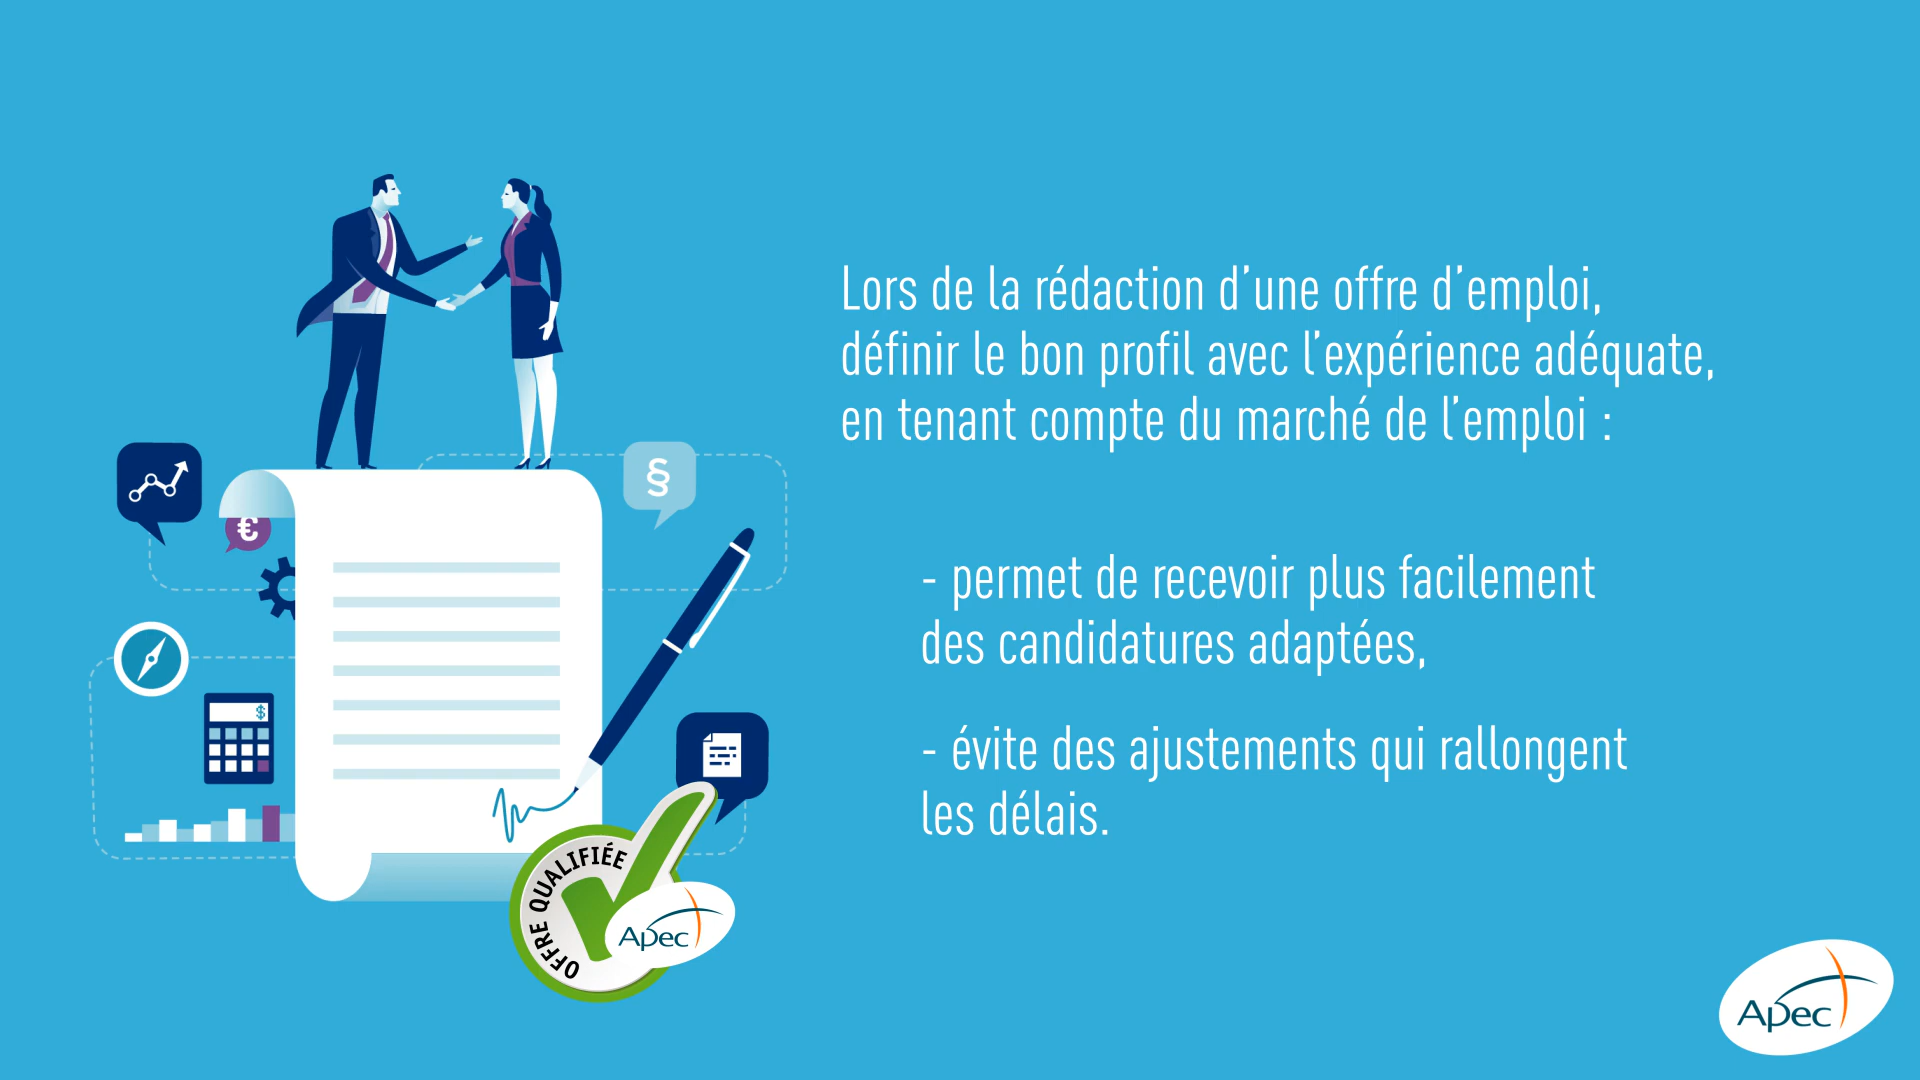 Lors de la rédaction d'une offre d'emploi,
définir le bon profil avec l'expérience adéquate,
en tenant compte du marché de l'emploi :
- permet de recevoir plus facilement
des candidatures adaptées,
- évite des ajustements qui rallongent
les délais.
§
€
$
OFFRE QUALIFIÉE
Apec
Apec